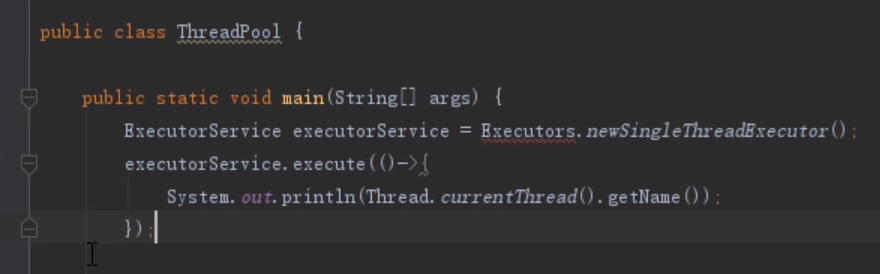 public class ThreadPool {
public static void main(String[] args) {
ExecutorService executorService = Executors.newSingleThreadExecutor();
executorService.execute(()->{
System.out.println(Thread.currentThread().getName());
});